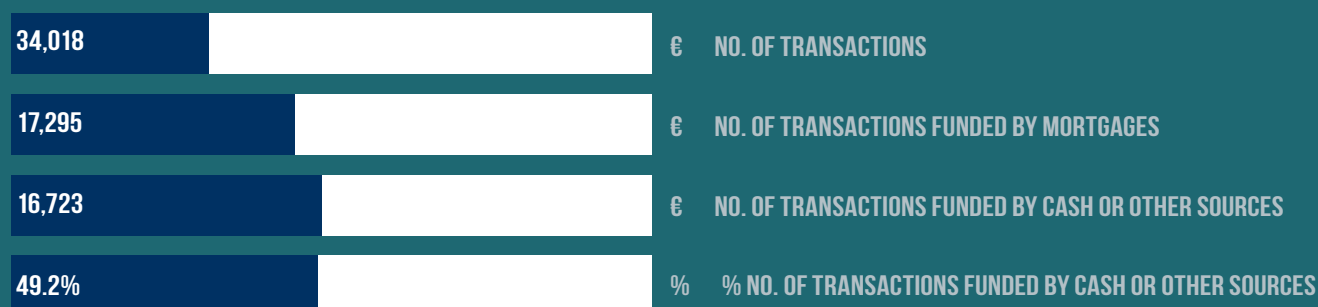 34,018 € NO. OF TRANSACTIONS
17,295 € NO. OF TRANSACTIONS FUNDED BY MORTGAGES
16,723 € NO. OF TRANSACTIONS FUNDED BY CASH OR OTHER SOURCES
49.2% % % NO. OF TRANSACTIONS FUNDED BY CASH OR OTHER SOURCES